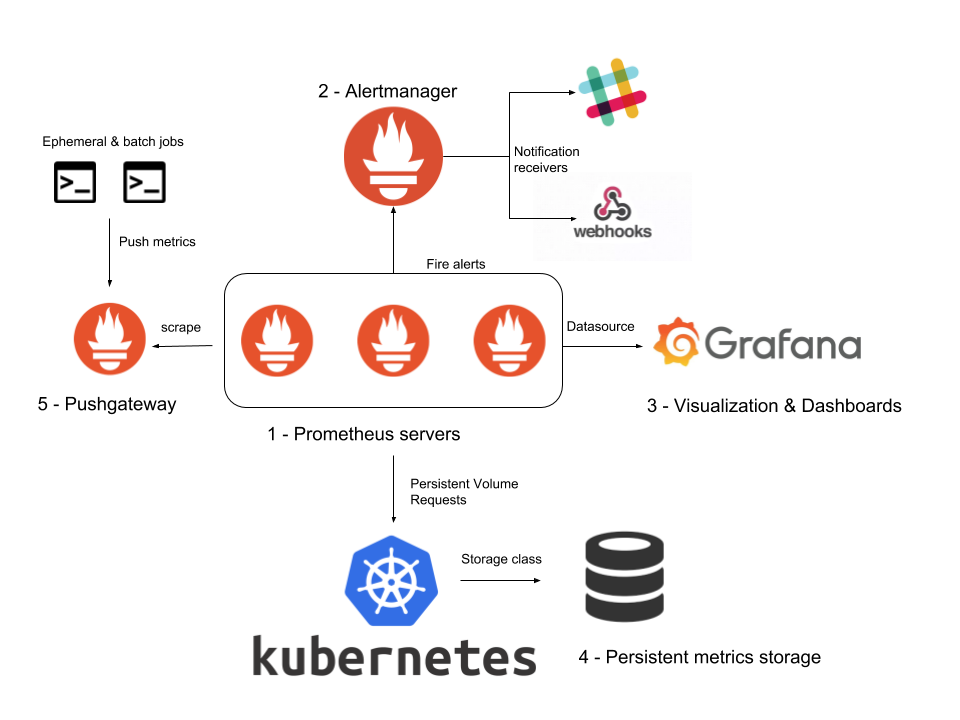 2 - Alertmanager
Ephemeral & batch jobs
>_
>_
Notification
receivers
webhooks
Push metrics
Fire alerts
scrape
Datasource
Grafana
5 - Pushgateway
3 - Visualization & Dashboards
1 - Prometheus servers
Persistent Volume
Requests
Storage class
kubernetes
4 - Persistent metrics storage